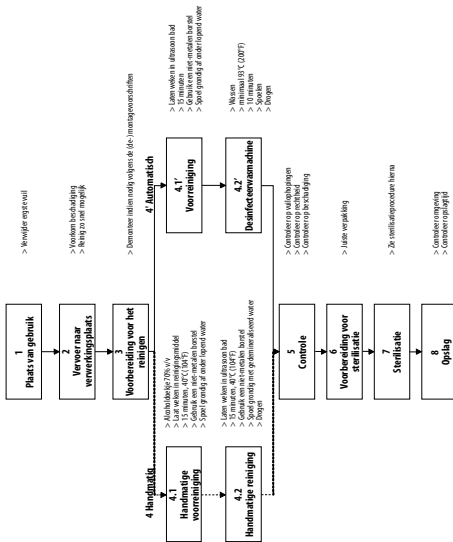 1
Plaats van gebruik
> Verwijder ergste vuil
2
Vervoer naar
verwerkingsplaats
> Voorkom beschadiging
> Reinig zo snel mogelijk
3
Voorbereiding voor het
reinigen
> Demonteer indien nodig volgens de (de-) montagevoorschriften
4 Handmatig
4.1
Handmatige
voorreiniging
> Alcoholdoekje 70% v/v
> Laat weken in reinigingsmiddel
> 15 minuten, 40°C (104°F)
> Gebruik een niet-metalen borstel
> Spoel grondig af onder lopend water
4.2
Handmatige reiniging
> Laten weken in ultrasoon bad
> 15 minuten, 40°C (104°F)
> Gebruik een niet-metalen borstel
> Spoel grondig met gedemineraliseerd water
> Drogen
4' Automatisch
4.1'
Voorreiniging
> Laten weken in ultrasoon bad
> 15 minuten
> Gebruik een niet-metalen borstel
> Spoel grondig af onder lopend water
4.2'
Desinfecteerwasmachine
> Wassen
> minimaal 93°C (200°F)
> 10 minuten
> Spoelen
> Drogen
5
Controle
> Controleer op vuilophopingen
> Controleer op rechtheid
> Controleer op beschadiging
6
Voorbereiding voor
sterilisatie
> Juiste verpakking
7
Sterilisatie
> Zie sterilisatieprocedure hierna
8
Opslag
> Controleer omgeving
> Controleer opslagtijd